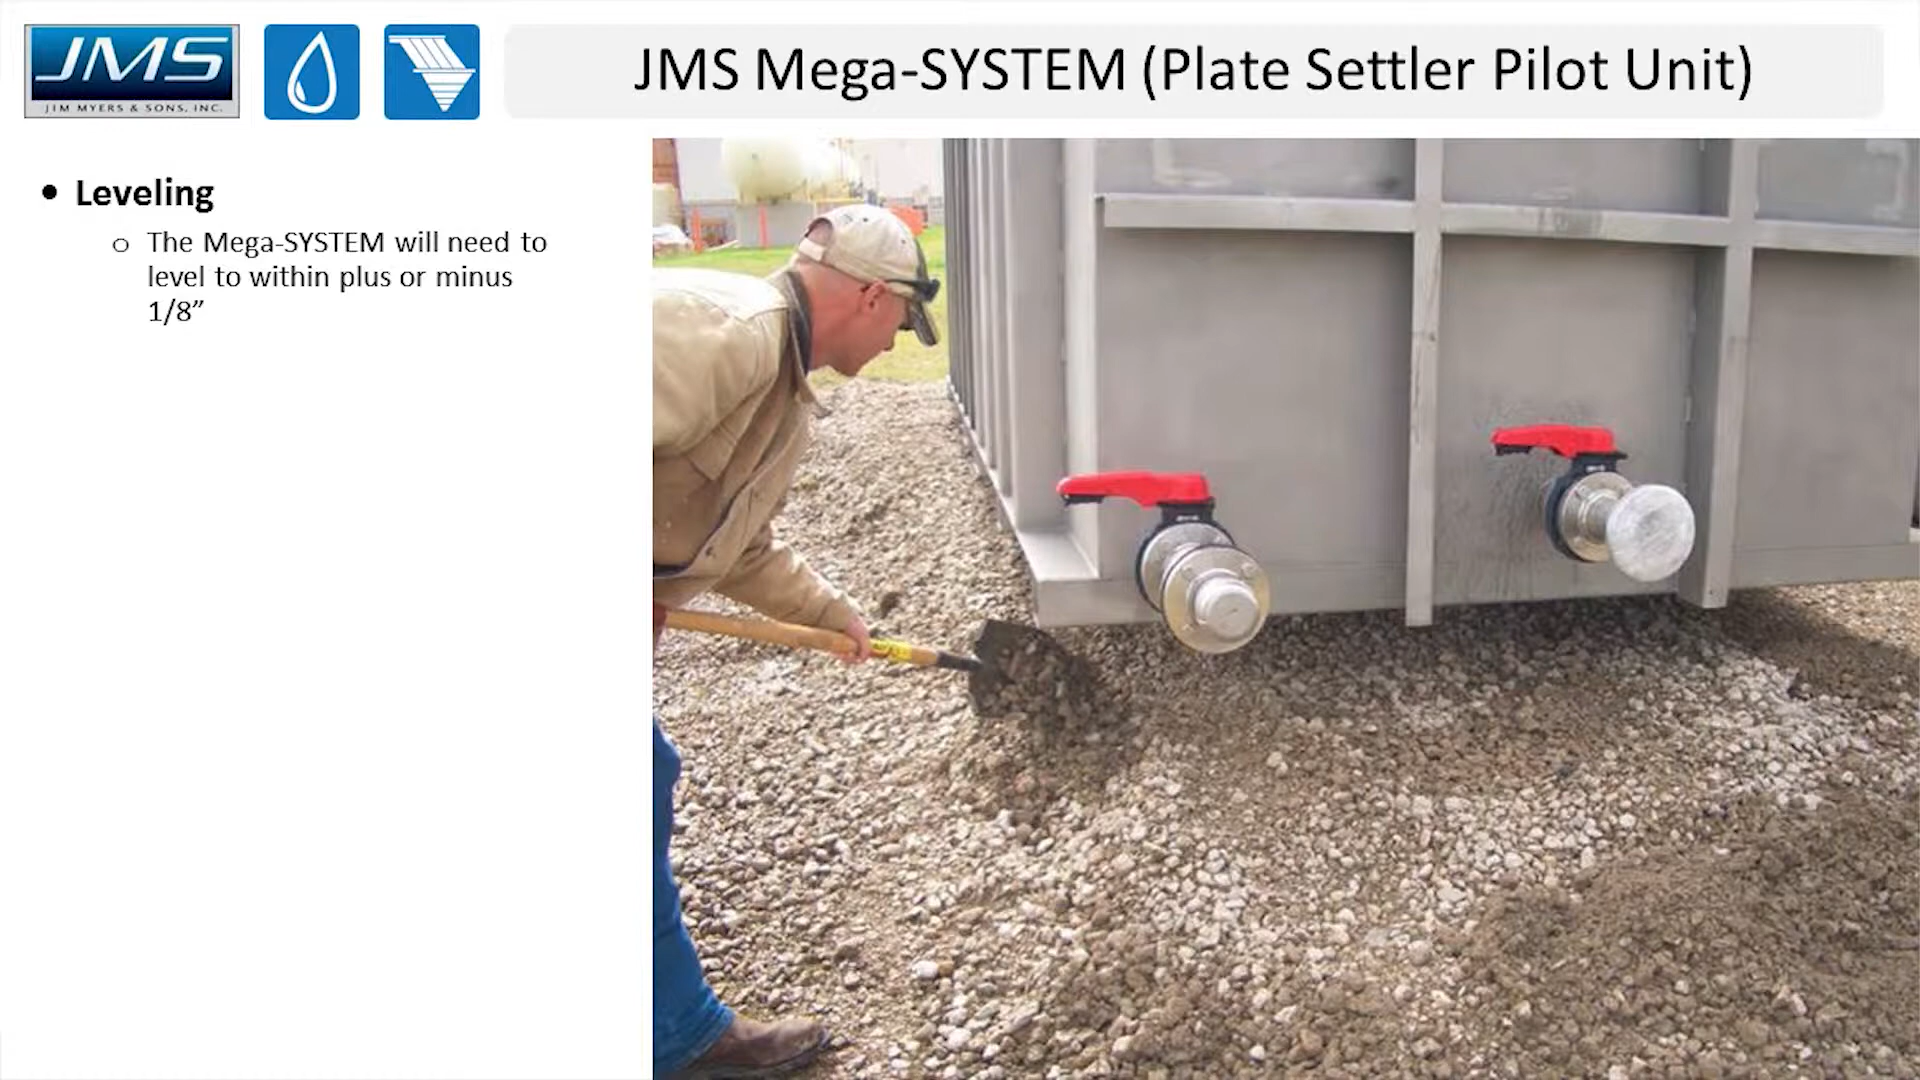 JMS
JIM MYERS & SONS, INC.
JMS Mega-SYSTEM (Plate Settler Pilot Unit)
• Leveling
o The Mega-SYSTEM will need to
level to within plus or minus
1/8”